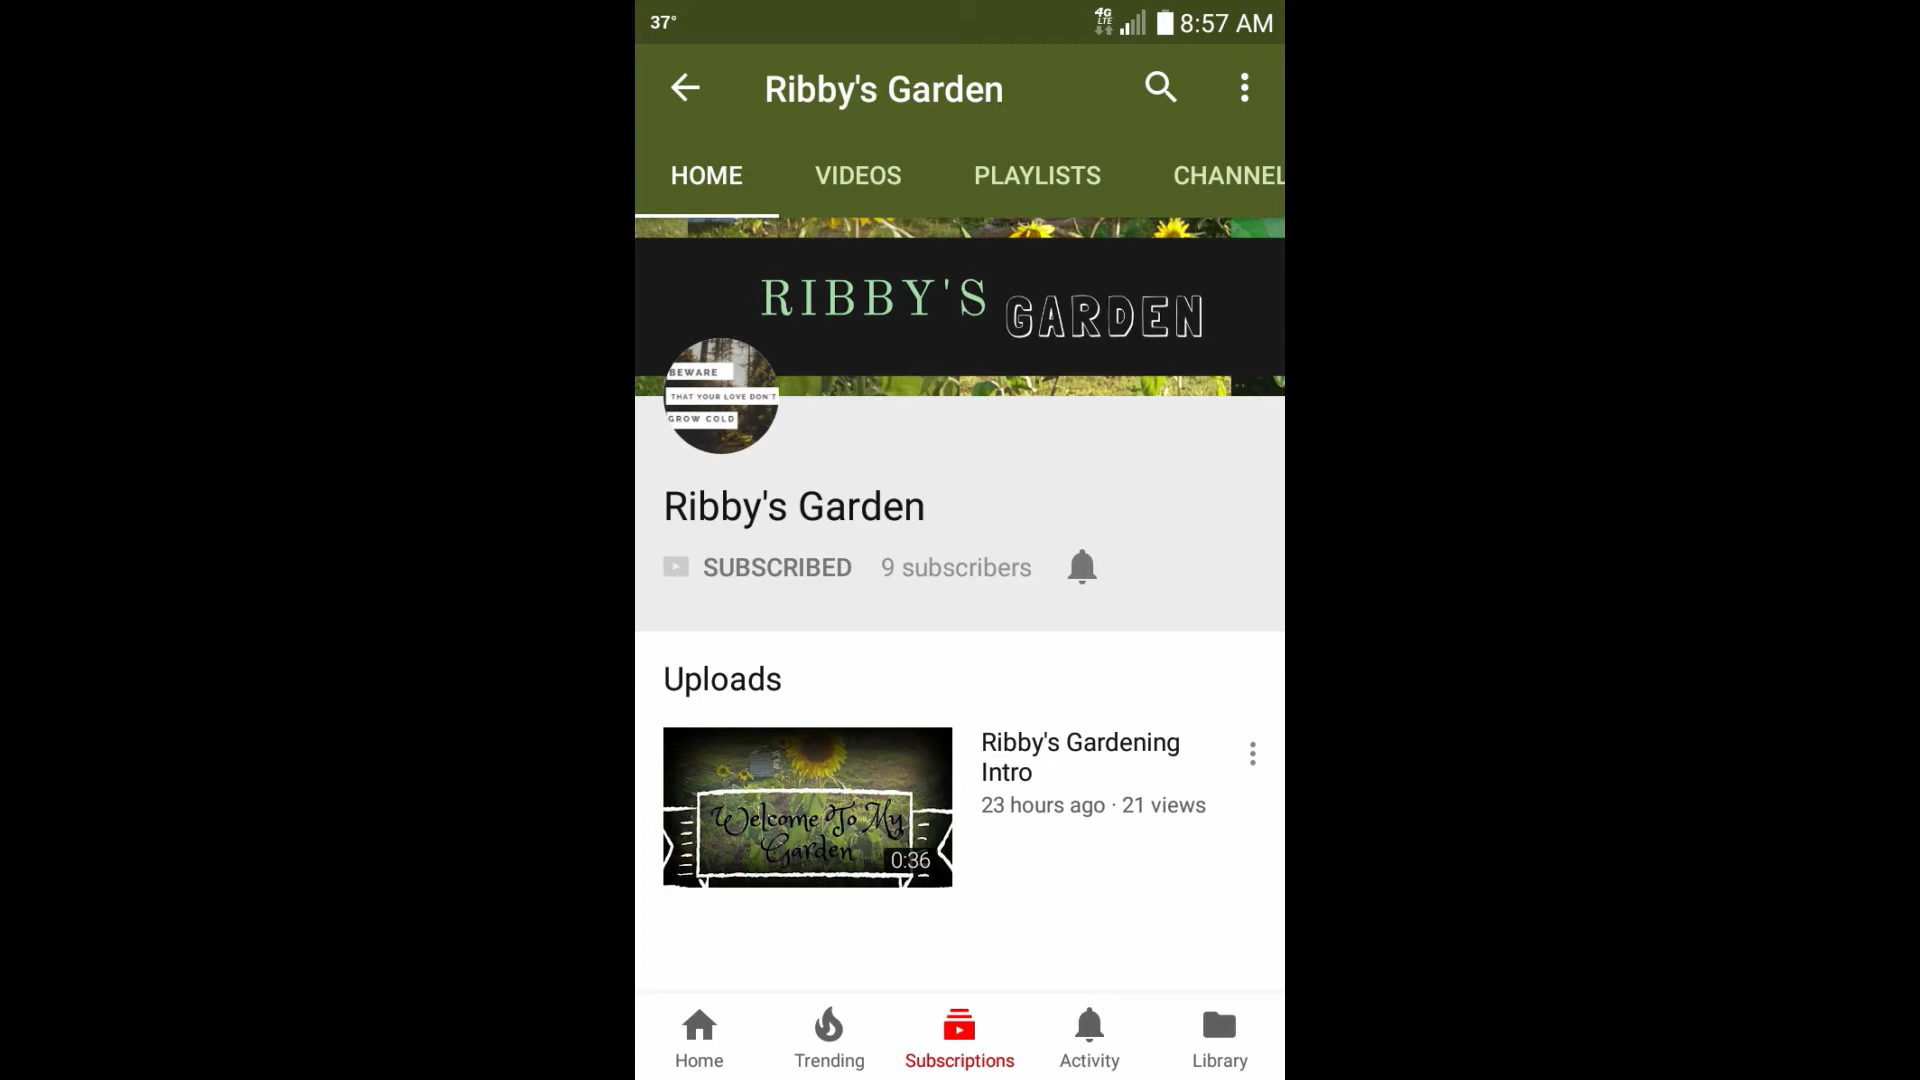 37°
4G LTE 8:57 AM
Ribby's Garden
HOME VIDEOS PLAYLISTS CHANNEL
RIBBY'S GARDEN
BEWARE
THAT YOUR LOVE DON'T
GROW COLD
Ribby's Garden
SUBSCRIBED 9 subscribers
Uploads
Welcome To My
Garden
0:36
Ribby's Gardening
Intro
23 hours ago · 21 views
Home Trending Subscriptions Activity Library